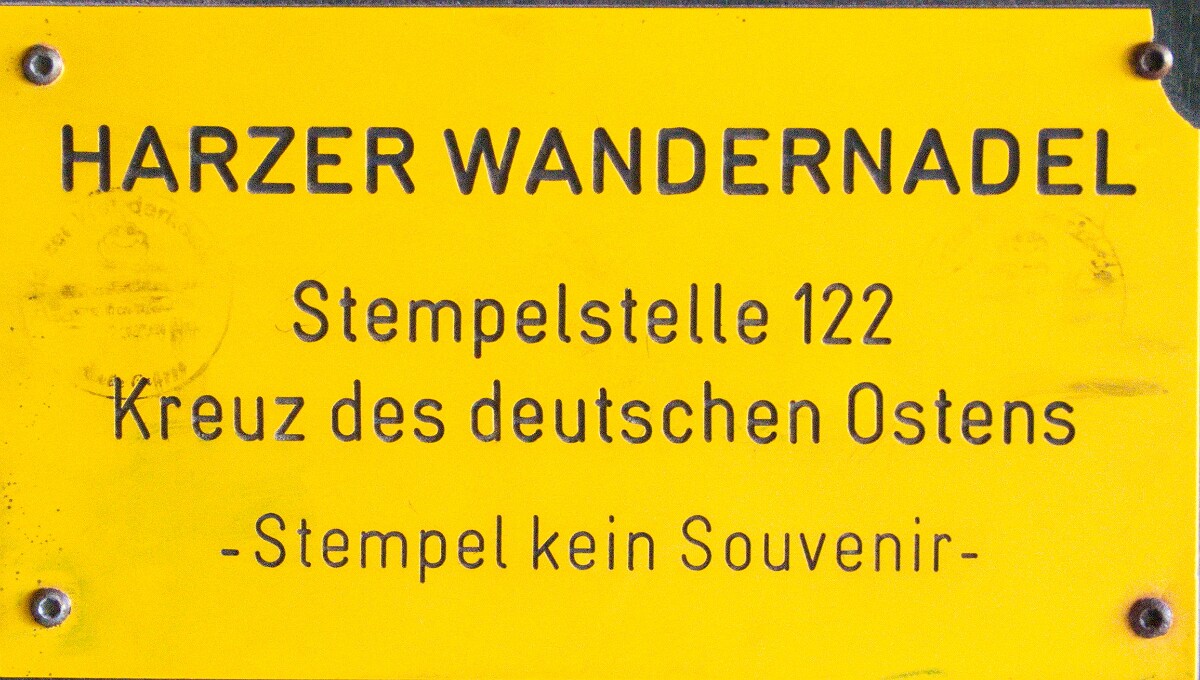 HARZER WANDERNADEL
Stempelstelle 122
Kreuz des deutschen Ostens
-Stempel kein Souvenir-